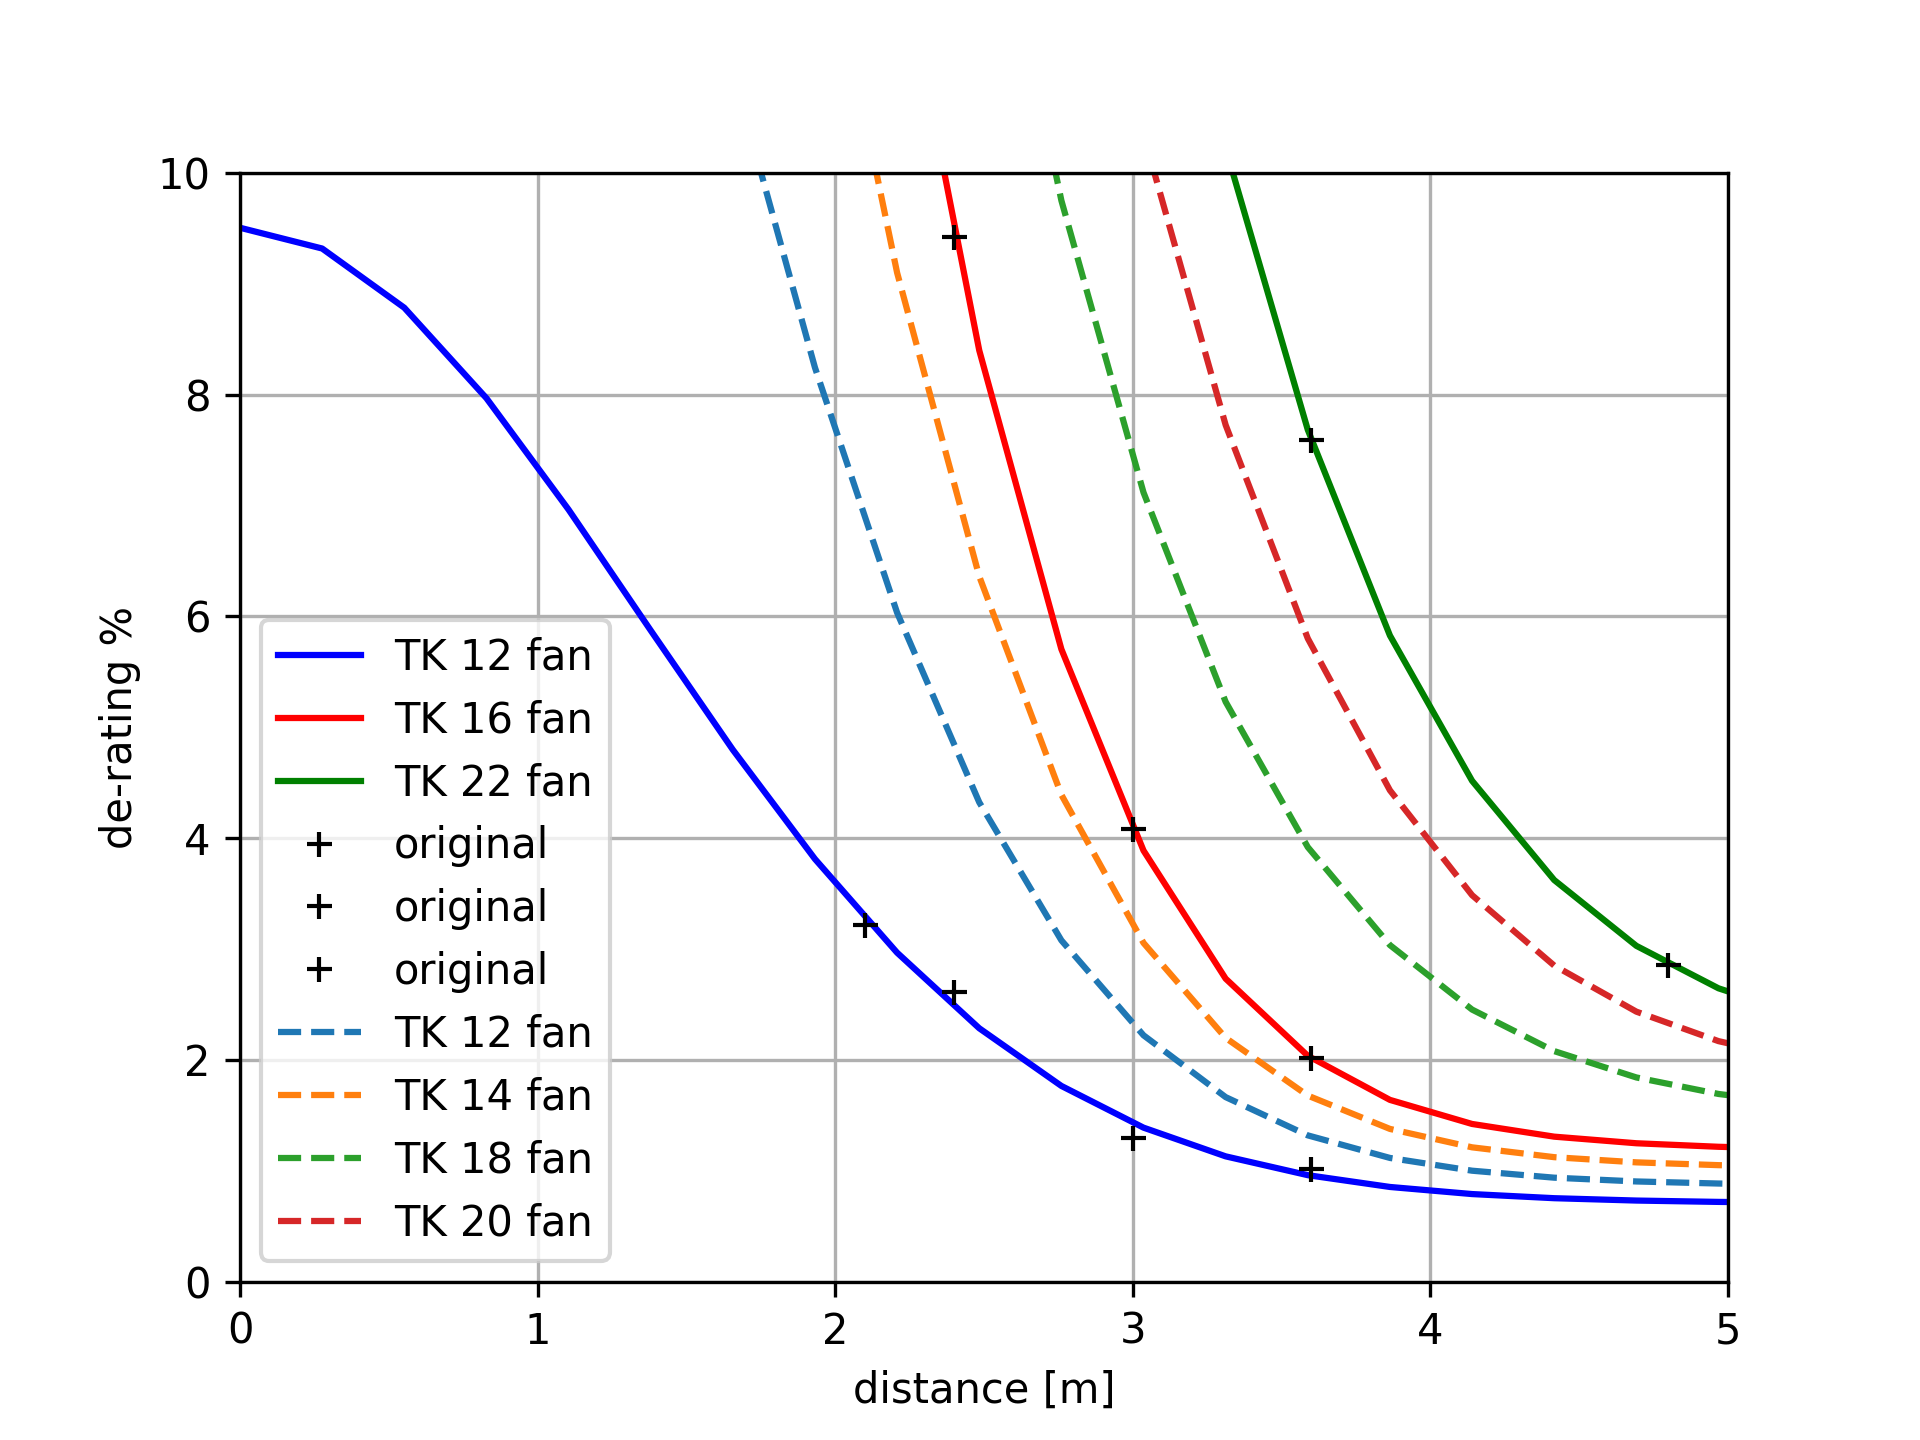 10
8
6
4
2
0
de-rating %
TK 12 fan
TK 16 fan
TK 22 fan
original
original
original
TK 12 fan
TK 14 fan
TK 18 fan
TK 20 fan
0 1 2 3 4 5
distance [m]